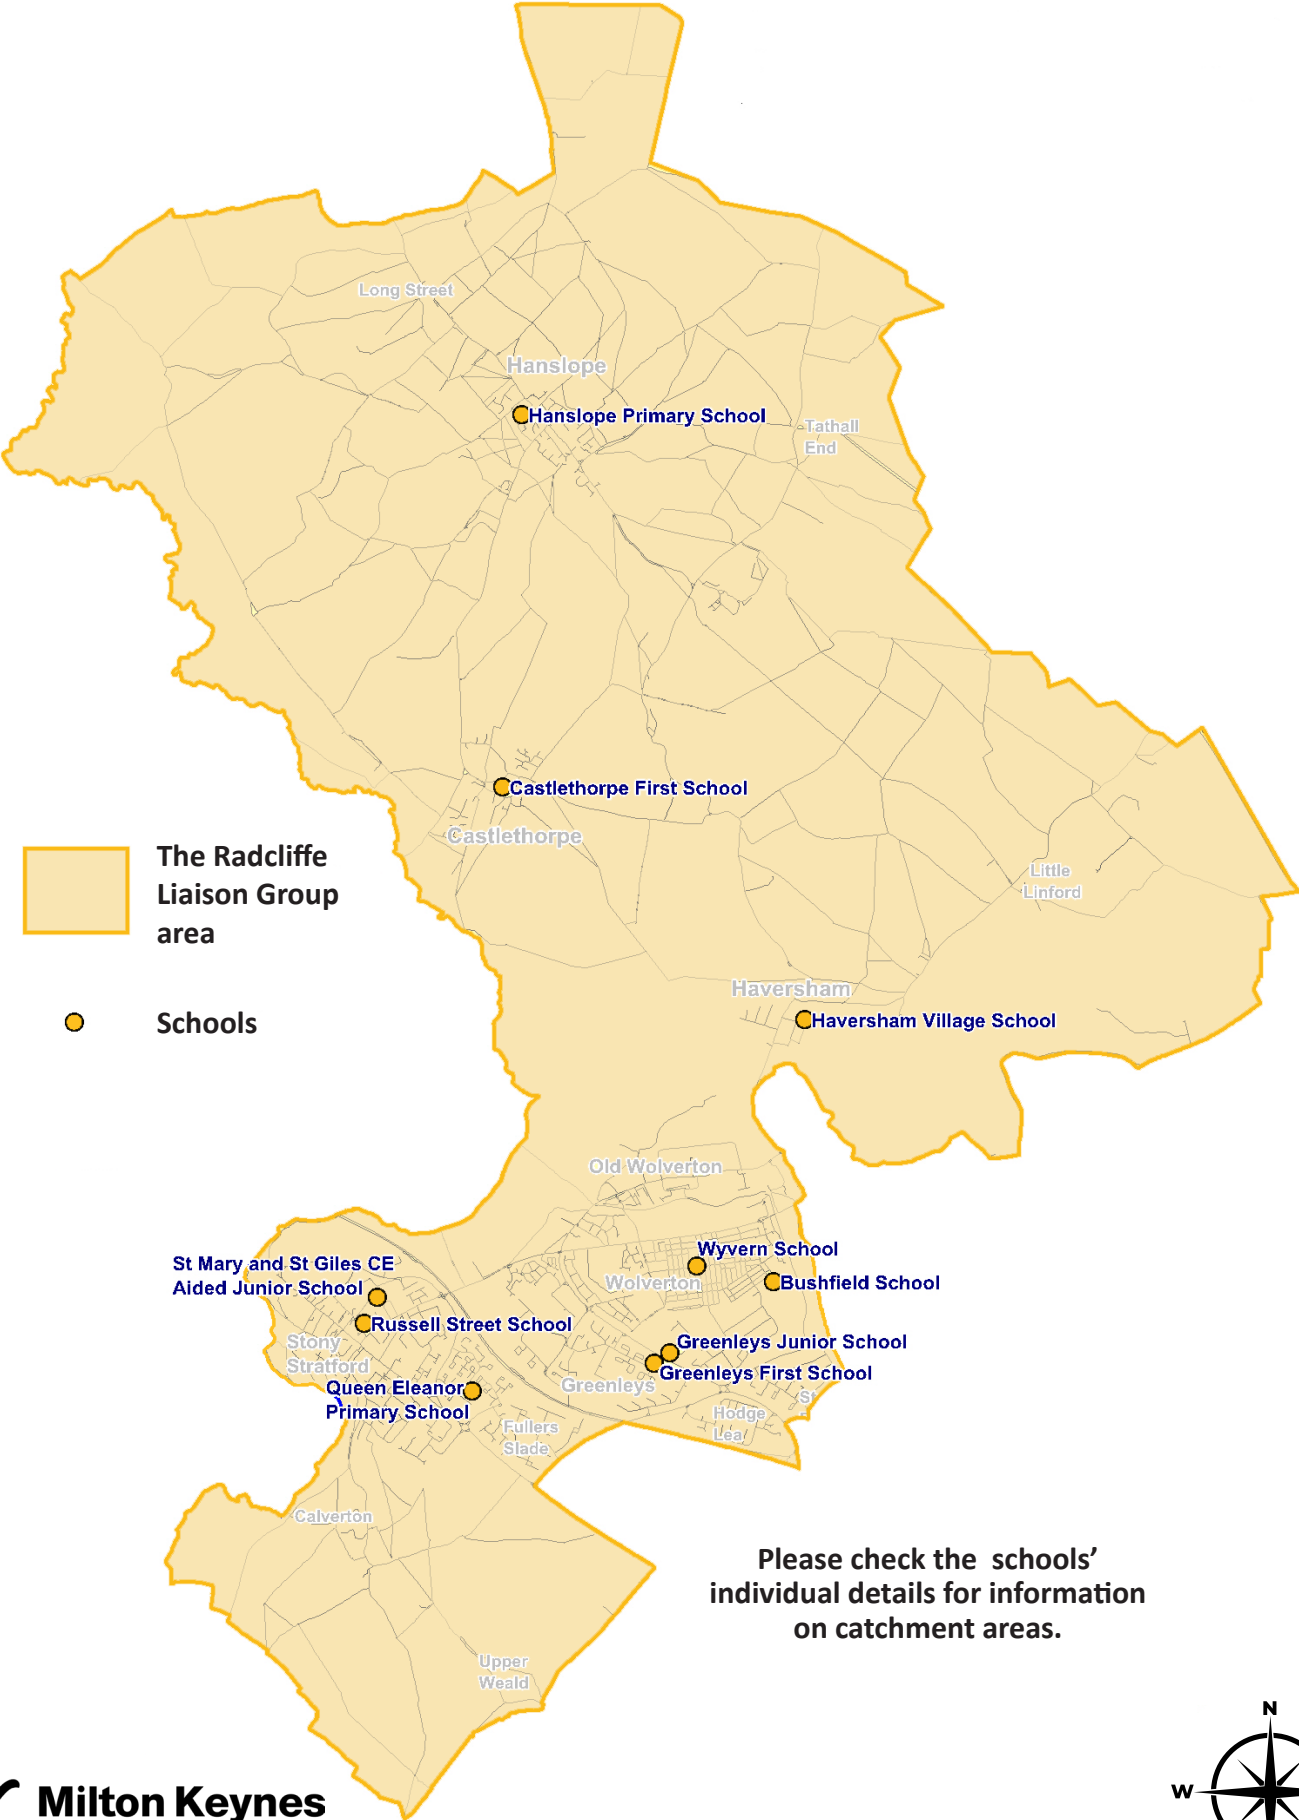 Long Street
Hanslope
Hanslope Primary School
Tathall
End
Castlethorpe First School
Castlethorpe
The Radcliffe
Liaison Group
area
Little
Linford
Haversham
Schools
Haversham Village School
Old Wolverton
Wyvern School
St Mary and St Giles CE
Aided Junior School
Wolverton
Bushfield School
Russell Street School
Stony
Stratford
Greenleys Junior School
Greenleys First School
Greenleys
Queen Eleanor
Primary School
St
Hodge
Lea
Fullers
Slade
Calverton
Please check the schools’
individual details for information
on catchment areas.
Upper
Weald
N
W
Milton Keynes